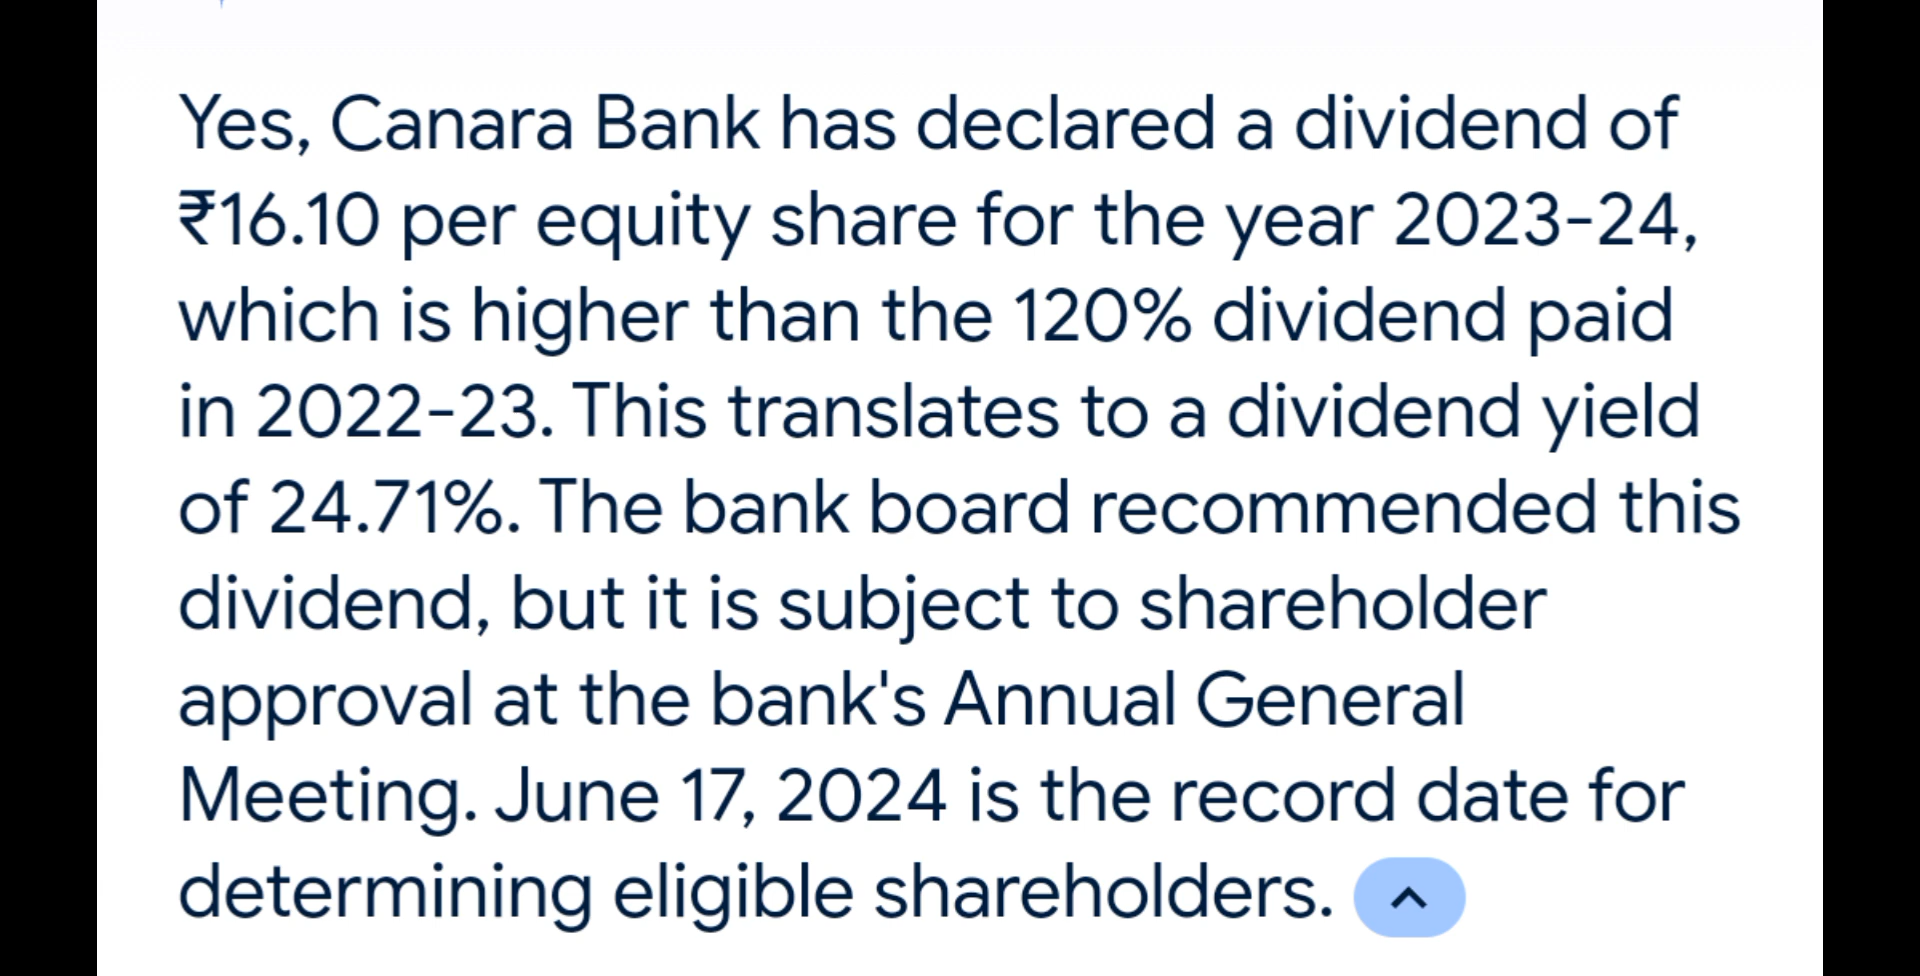 Yes, Canara Bank has declared a dividend of
₹16.10 per equity share for the year 2023-24,
which is higher than the 120% dividend paid
in 2022-23. This translates to a dividend yield
of 24.71%. The bank board recommended this
dividend, but it is subject to shareholder
approval at the bank's Annual General
Meeting. June 17, 2024 is the record date for
determining eligible shareholders.